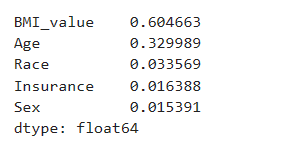 BMI_value    0.604663
Age          0.329989
Race         0.033569
Insurance    0.016388
Sex          0.015391
dtype: float64